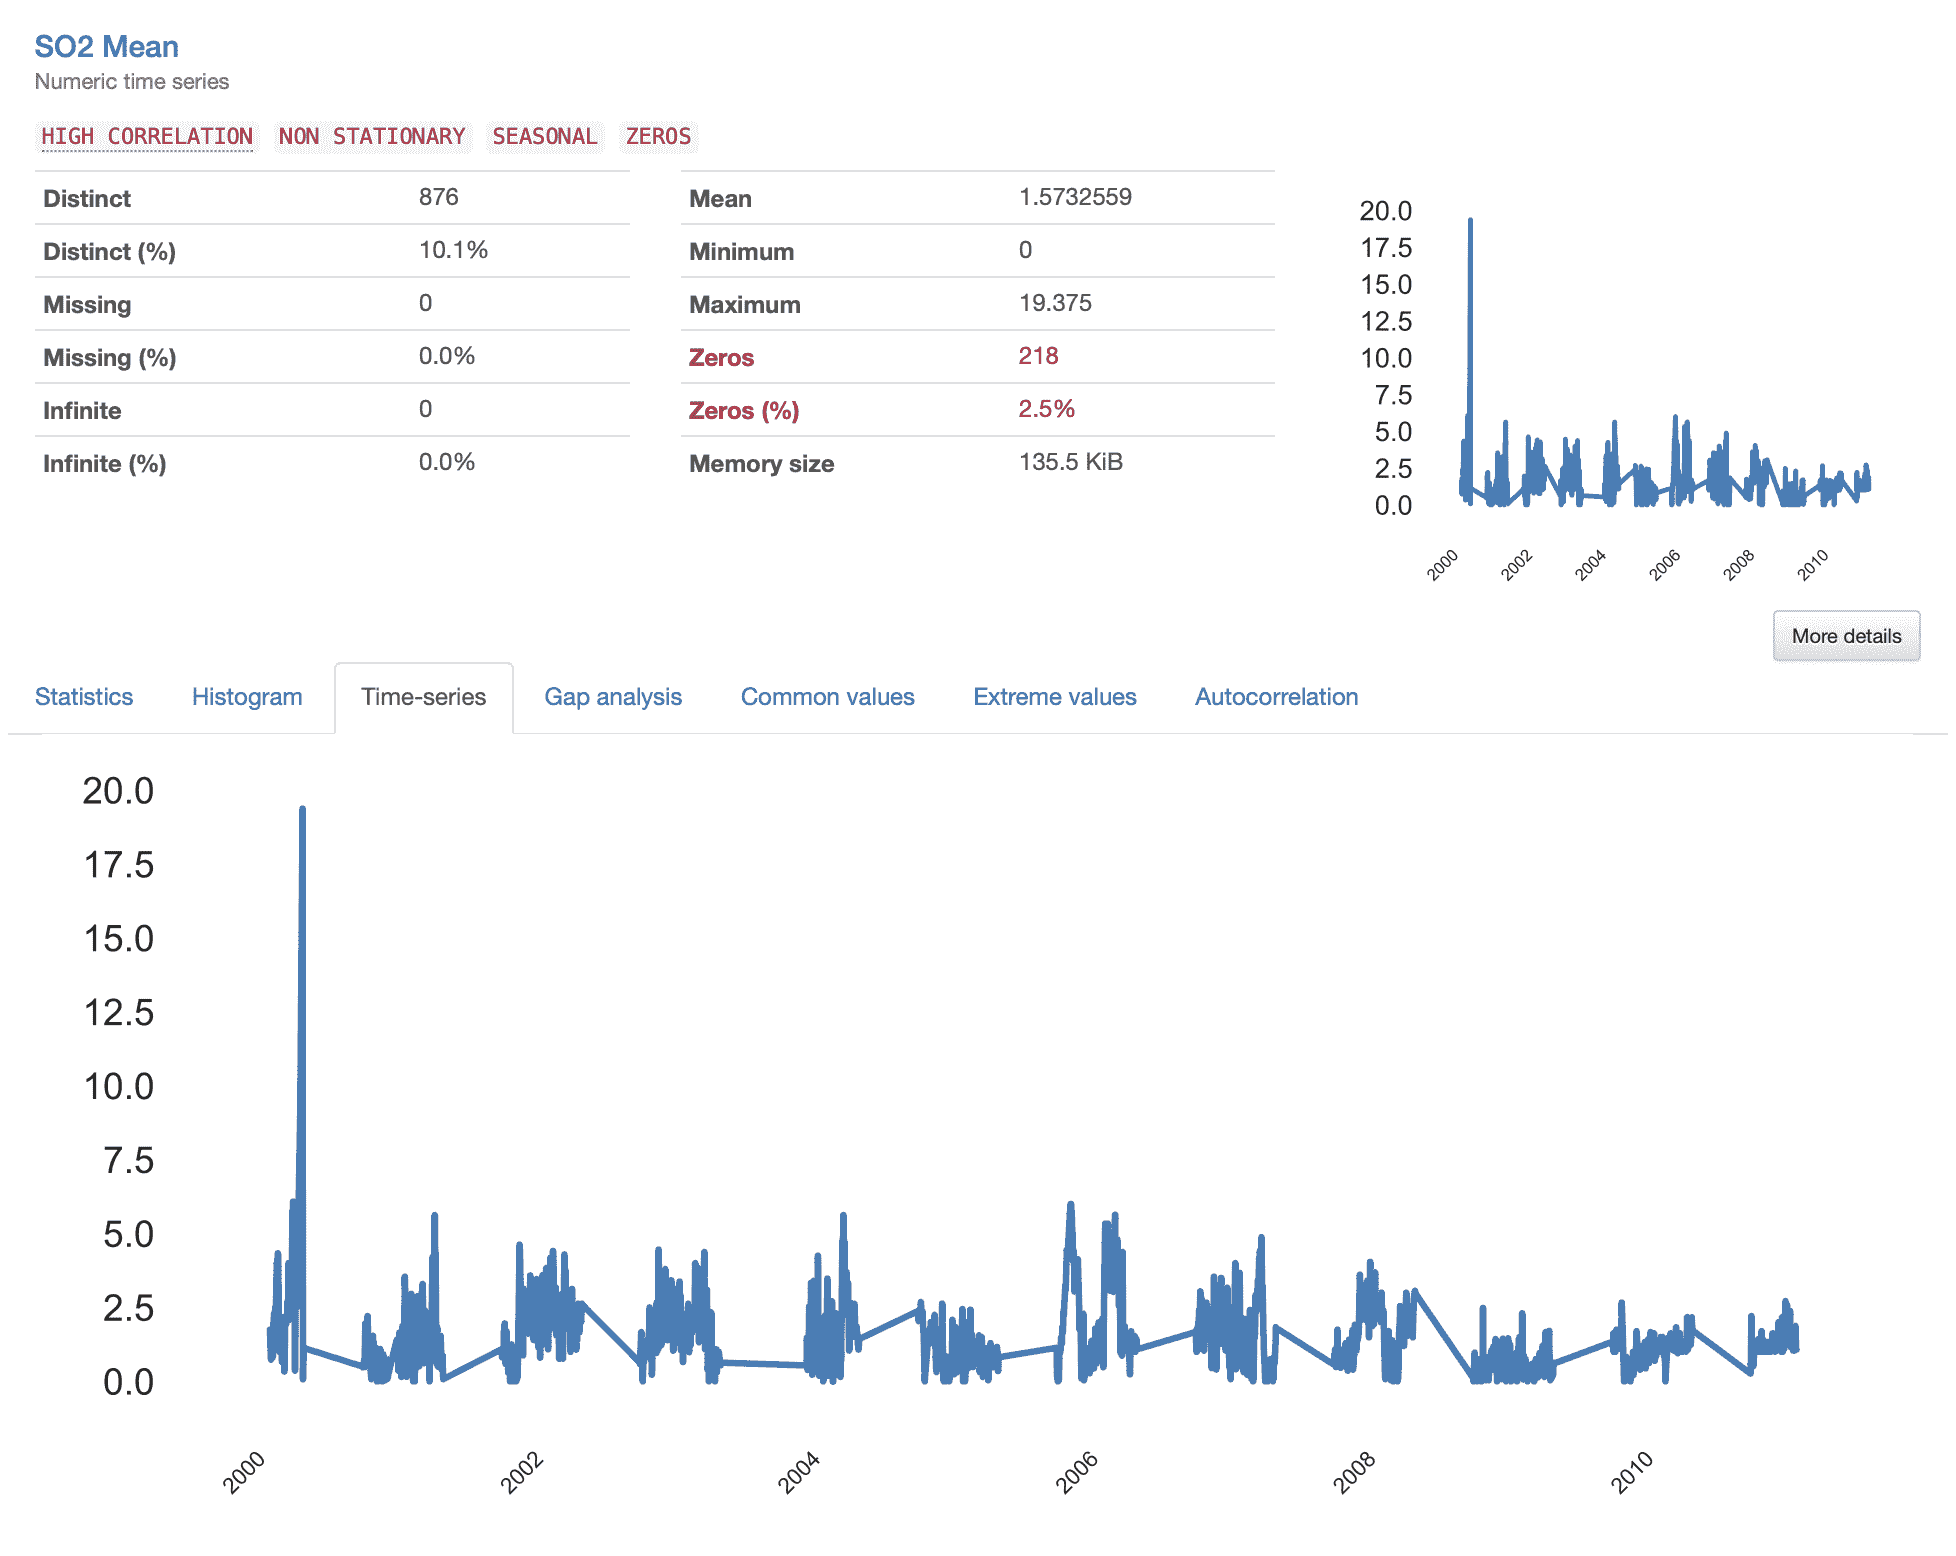 SO2 Mean
Numeric time series
HIGH CORRELATION NON STATIONARY SEASONAL ZEROS
Distinct 876
Distinct (%) 10.1%
Missing 0
Missing (%) 0.0%
Infinite 0
Infinite (%) 0.0%
Mean 1.5732559
Minimum 0
Maximum 19.375
Zeros 218
Zeros (%) 2.5%
Memory size 135.5 KiB
20.0
17.5
15.0
12.5
10.0
7.5
5.0
2.5
0.0
2000 2002 2004 2006 2008 2010
More details
Statistics Histogram Time-series Gap analysis Common values Extreme values Autocorrelation
20.0
17.5
15.0
12.5
10.0
7.5
5.0
2.5
0.0
2000 2002 2004 2006 2008 2010